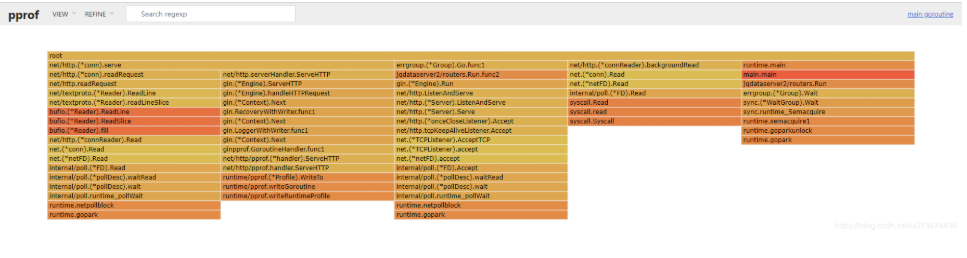 pprof VIEW REFINE Search regexp main goroutine
root
net/http.(*conn).serve errgroup.(*Group).Go.func1 net/http.(*connReader).backgroundRead runtime.main
net/http.(*conn).readRequest net/http.serverHandler.ServeHTTP jqdataserver2/routers.Run.func2 net.(*conn).Read main.main
net/http.readRequest gin.(*Engine).ServeHTTP gin.(*Engine).Run net.(*netFD).Read jqdataserver2/routers.Run
net/textproto.(*Reader).ReadLine gin.(*Engine).handleHTTPRequest net/http.ListenAndServe internal/poll.(*FD).Read errgroup.(*Group).Wait
net/textproto.(*Reader).readLineSlice gin.(*Context).Next net/http.(*Server).ListenAndServe syscall.Read sync.(*WaitGroup).Wait
bufio.(*Reader).ReadLine gin.RecoveryWithWriter.func1 net/http.(*Server).Serve syscall.read sync.runtime_Semacquire
bufio.(*Reader).ReadSlice gin.(*Context).Next net/http.(*onceCloseListener).Accept syscall.Syscall runtime.semacquire1
bufio.(*Reader).fill gin.LoggerWithWriter.func1 net/http.tcpKeepAliveListener.Accept runtime.goparkunlock
net/http.(*connReader).Read gin.(*Context).Next net.(*TCPListener).AcceptTCP runtime.gopark
net.(*conn).Read ginpprof.GoroutineHandler.func1 net.(*TCPListener).accept
net.(*netFD).Read net/http/pprof.(*handler).ServeHTTP net.(*netFD).accept
internal/poll.(*FD).Read net/http/pprof.handler.ServeHTTP internal/poll.(*FD).Accept
internal/poll.(*pollDesc).waitRead runtime/pprof.(*Profile).WriteTo internal/poll.(*pollDesc).waitRead
internal/poll.(*pollDesc).wait runtime/pprof.writeGoroutine internal/poll.(*pollDesc).wait
internal/poll.runtime_pollWait runtime/pprof.writeRuntimeProfile internal/poll.runtime_pollWait
runtime.netpollblock runtime.netpollblock
runtime.gopark runtime.gopark